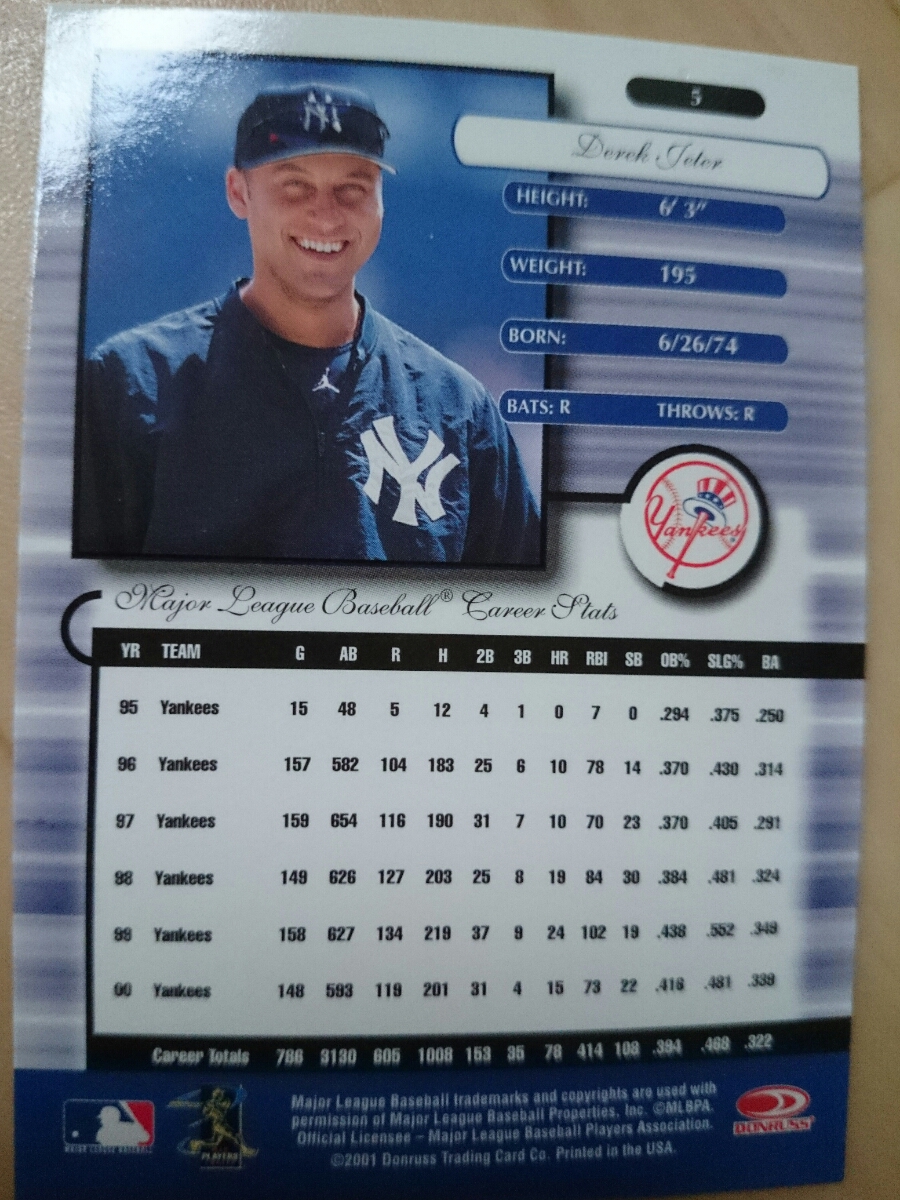 5
Derek Jeter
HEIGHT: 6' 3"
WEIGHT: 195
BORN: 6/26/74
BATS: R THROWS: R
NY
NY
Yankees
Major League Baseball® Career Stats
YR TEAM G AB R H 2B 3B HR RBI SB OB% SLG% BA
95 Yankees 15 48 5 12 4 1 0 7 0 .294 .375 .250
96 Yankees 157 582 104 183 25 6 10 78 14 .370 .430 .314
97 Yankees 159 654 116 190 31 7 10 70 23 .370 .405 .291
98 Yankees 149 626 127 203 25 8 19 84 30 .384 .481 .324
99 Yankees 158 627 134 219 37 9 24 102 19 .438 .552 .349
00 Yankees 148 593 119 201 31 4 15 73 22 .416 .481 .339
Career Totals 786 3130 605 1008 153 35 78 414 108 .394 .468 .322
Major League Baseball trademarks and copyrights are used with
permission of Major League Baseball Properties, Inc. ©MLBPA.
Official Licensee – Major League Baseball Players Association.
©2001 Donruss Trading Card Co. Printed in the USA.
PLAYERS
DONRUSS